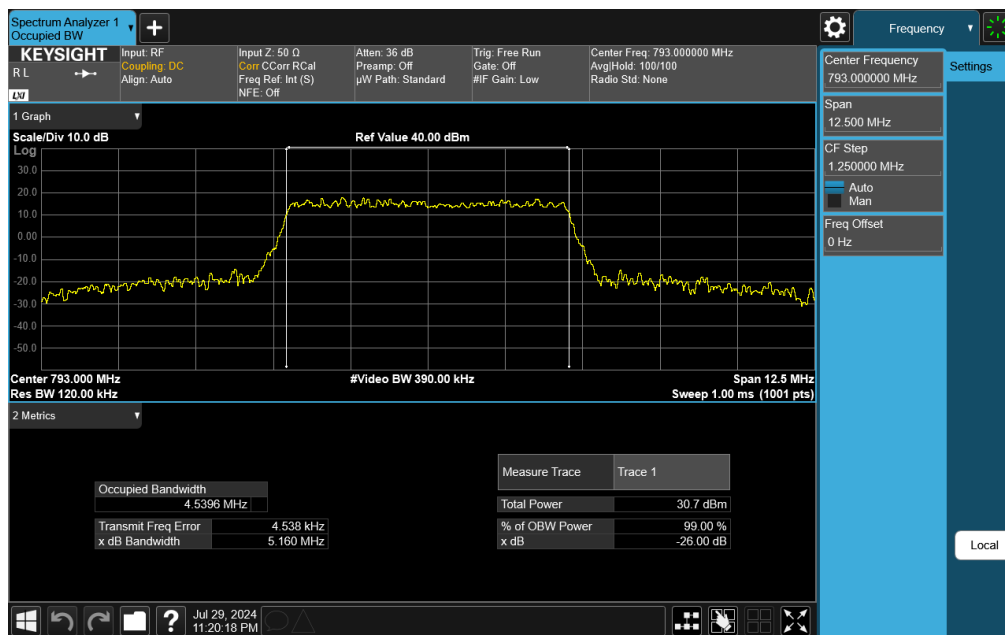 Spectrum Analyzer 1
Occupied BW
+
Frequency
KEYSIGHT
R L
LXI
Input: RF
Coupling: DC
Align: Auto
Input Z: 50 Ω
Corr CCorr RCal
Freq Ref: Int (S)
NFE: Off
Atten: 36 dB
Preamp: Off
µW Path: Standard
Trig: Free Run
Gate: Off
#IF Gain: Low
Center Freq: 793.000000 MHz
Avg|Hold: 100/100
Radio Std: None
Center Frequency
793.000000 MHz
Settings
Span
12.500 MHz
CF Step
1.250000 MHz
Auto
Man
Freq Offset
0 Hz
Local
1 Graph
Scale/Div 10.0 dB
Ref Value 40.00 dBm
Log
30.0
20.0
10.0
0.00
-10.0
-20.0
-30.0
-40.0
-50.0
Center 793.000 MHz
#Video BW 390.00 kHz
Span 12.5 MHz
Res BW 120.00 kHz
Sweep 1.00 ms (1001 pts)
2 Metrics
Measure Trace
Trace 1
Occupied Bandwidth
4.5396 MHz
Total Power
30.7 dBm
Transmit Freq Error
4.538 kHz
% of OBW Power
99.00 %
x dB Bandwidth
5.160 MHz
x dB
-26.00 dB
?
Jul 29, 2024
11:20:18 PM